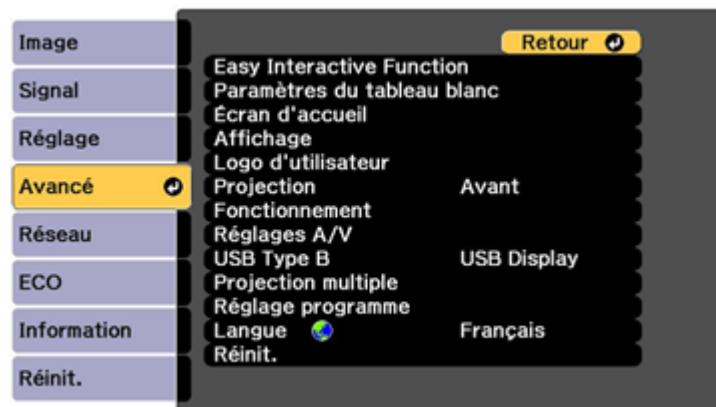 Image
Signal
Réglage
Avancé
Réseau
ECO
Information
Réinit.
Retour
Easy Interactive Function
Paramètres du tableau blanc
Écran d'accueil
Affichage
Logo d'utilisateur
Projection Avant
Fonctionnement
Réglages A/V
USB Type B USB Display
Projection multiple
Réglage programme
Langue Français
Réinit.